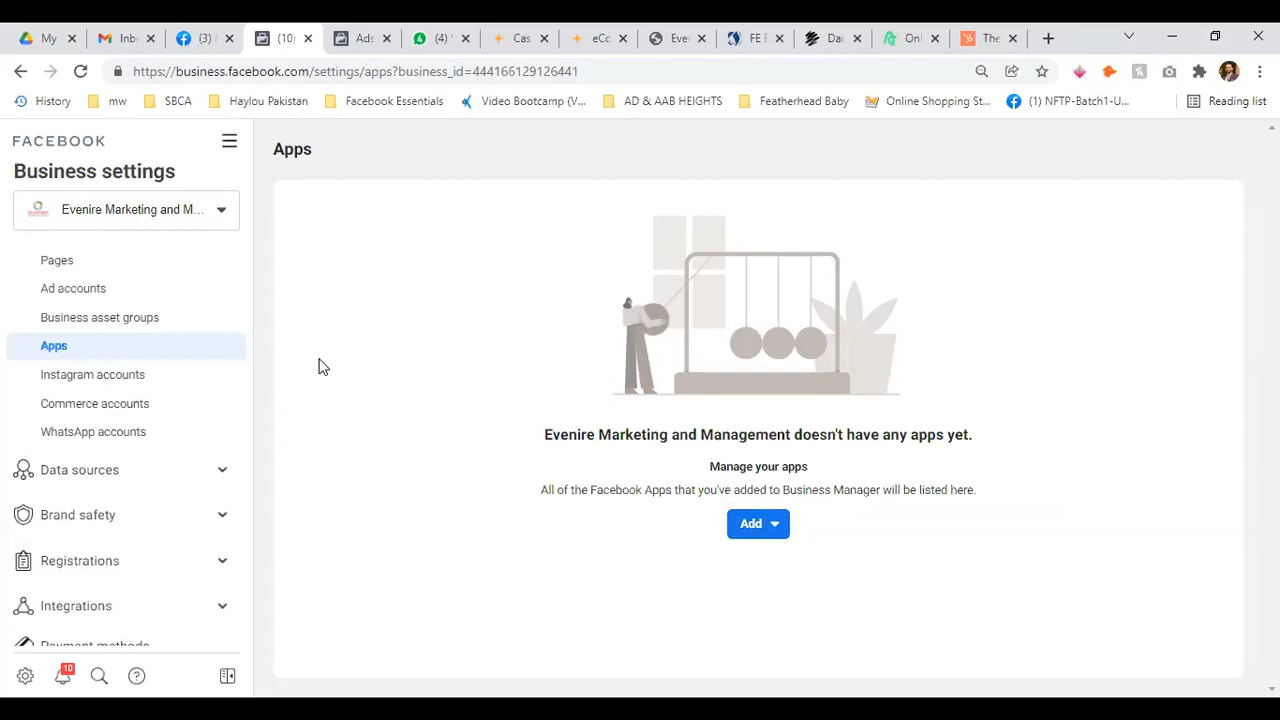 My
Inb
(3)
(10)
Ads
(4)
Cas
eCc
Eve
FE E
Dai
Onl
The
https://business.facebook.com/settings/apps?business_id=444166129126441
History
mw
SBCA
Haylou Pakistan
Facebook Essentials
Video Bootcamp (V...
AD & AAB HEIGHTS
Featherhead Baby
Online Shopping St...
(1) NFTP-Batch1-U...
Reading list
FACEBOOK
Business settings
Evenire Marketing and M...
Pages
Ad accounts
Business asset groups
Apps
Instagram accounts
Commerce accounts
WhatsApp accounts
Data sources
Brand safety
Registrations
Integrations
Payment methods
10
Apps
Evenire Marketing and Management doesn't have any apps yet.
Manage your apps
All of the Facebook Apps that you've added to Business Manager will be listed here.
Add